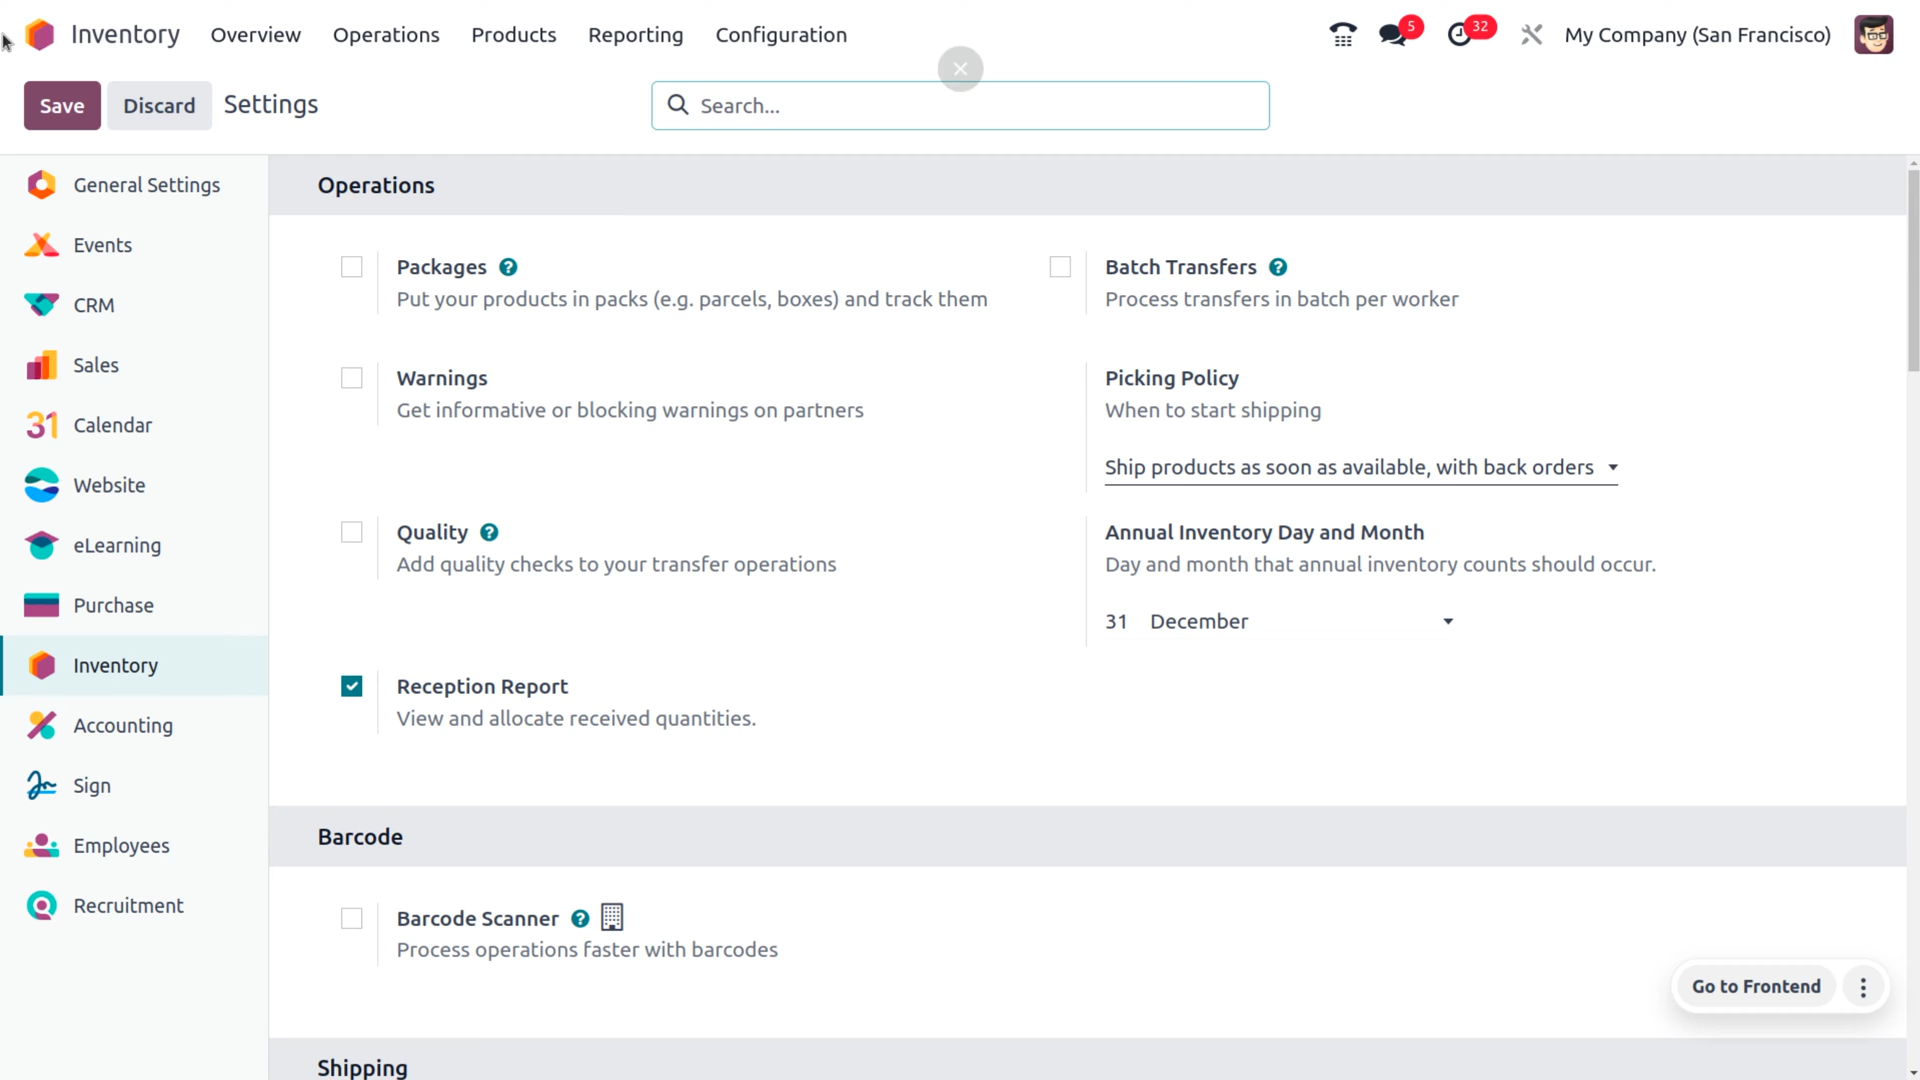 Inventory Overview Operations Products Reporting Configuration 5 32 My Company (San Francisco)
Save Discard Settings Search...
General Settings
Events
CRM
Sales
31 Calendar
Website
eLearning
Purchase
Inventory
Accounting
Sign
Employees
Recruitment
Operations
Packages ?
Put your products in packs (e.g. parcels, boxes) and track them
Batch Transfers ?
Process transfers in batch per worker
Warnings
Get informative or blocking warnings on partners
Picking Policy
When to start shipping
Ship products as soon as available, with back orders
Quality ?
Add quality checks to your transfer operations
Annual Inventory Day and Month
Day and month that annual inventory counts should occur.
31 December
Reception Report
View and allocate received quantities.
Barcode
Barcode Scanner ?
Process operations faster with barcodes
Go to Frontend
Shipping